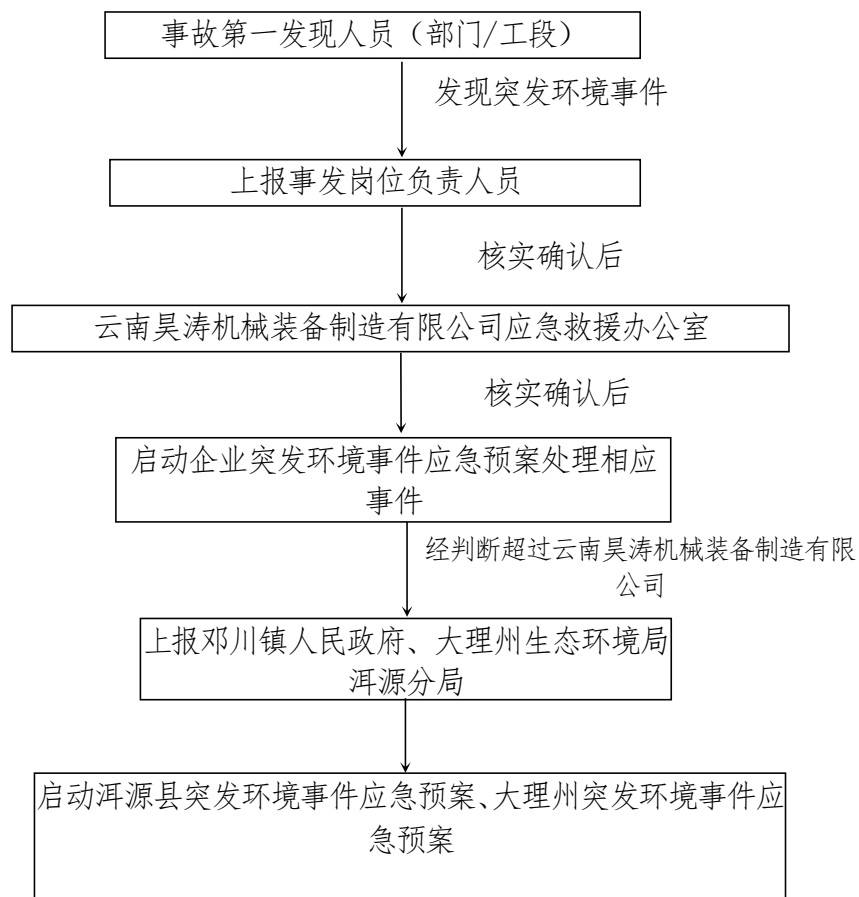 事故第一发现人员（部门/工段）
发现突发环境事件
上报事发岗位负责人员
核实确认后
云南昊涛机械装备制造有限公司应急救援办公室
核实确认后
启动企业突发环境事件应急预案处理相应
事件
经判断超过云南昊涛机械装备制造有限
公司
上报邓川镇人民政府、大理州生态环境局
洱源分局
启动洱源县突发环境事件应急预案、大理州突发环境事件应
急预案